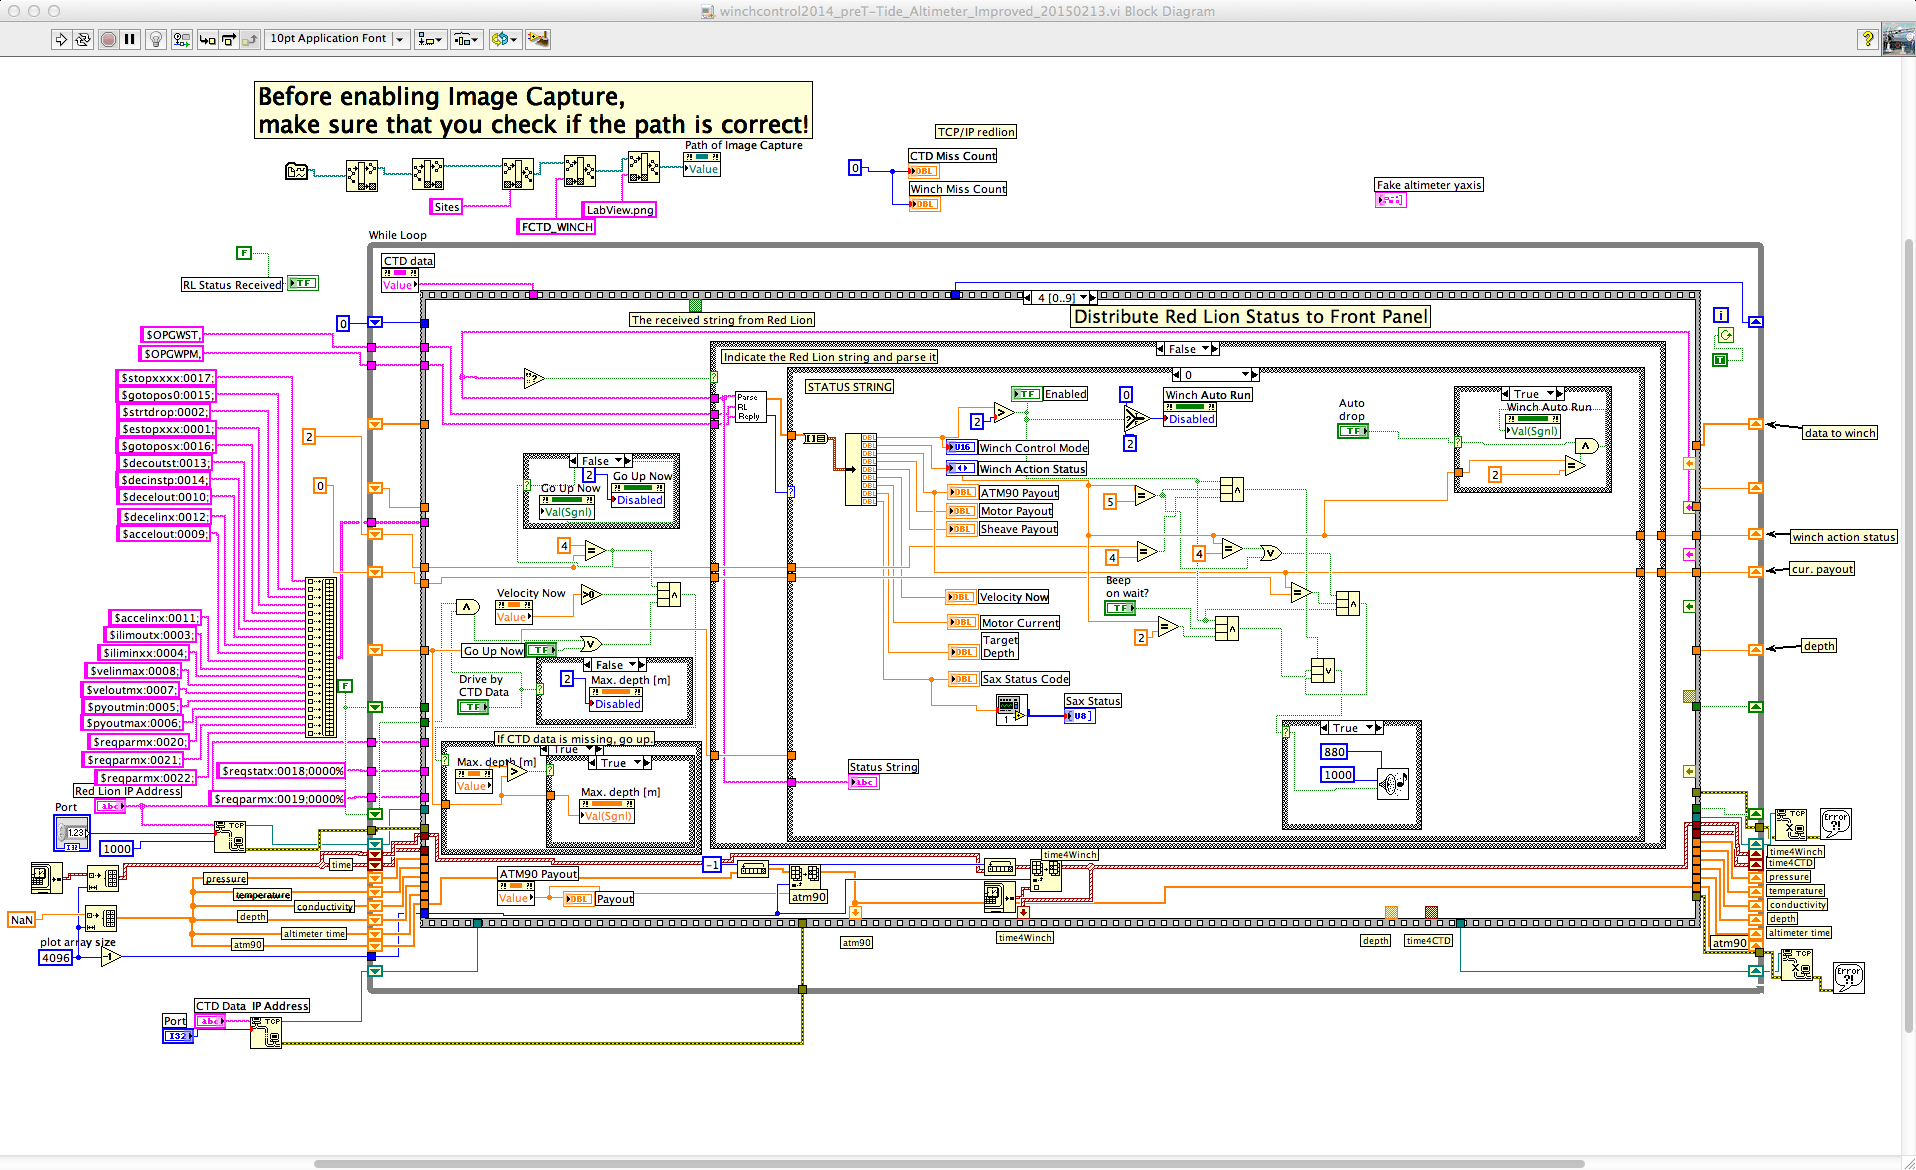 winchcontrol2014_preT-Tide_Altimeter_Improved_20150213.vi Block Diagram
10pt Application Font
?
Before enabling Image Capture,
make sure that you check if the path is correct!
Path of Image Capture
Value
Sites
LabView.png
FCTD_WINCH
TCP/IP redlion
0
CTD Miss Count
DBL
Winch Miss Count
DBL
Fake altimeter yaxis
While Loop
F
RL Status Received
TF
CTD data
Value
4 [0..9]
The received string from Red Lion
Distribute Red Lion Status to Front Panel
i
T
0
$OPGWST,
$OPGWPM,
$stopxxxx:0017;
$gotopos0:0015;
$strtdrop:0002;
$estopxxx:0001;
$gotopos:0016;
$decoutst:0013;
$decinstp:0014;
$decelout:0010;
$decelinx:0012;
$accelout:0009;
$accelinx:0011;
$ilimoutx:0003;
$iliminxx:0004;
$velinmax:0008;
$veloutmx:0007;
$pyoutmin:0005;
$pyoutmax:0006;
$reqparmx:0020;
$reqparmx:0021;
$reqparmx:0022;
$reqstatx:0018;0000%
$reqparmx:0019;0000%
2
0
F
Red Lion IP Address
abc
Port
1.23
I32
1000
TCP
time
pressure
temperature
conductivity
depth
altimeter time
atm90
NaN
plot array size
4096
-1
CTD Data IP Address
abc
Port
I32
TCP
Indicate the Red Lion string and parse it
False
Parse
RL
Reply
STATUS STRING
0
TF
Enabled
2
0
2
Winch Auto Run
Disabled
U16
Winch Control Mode
Winch Action Status
DBL
ATM90 Payout
DBL
Motor Payout
DBL
Sheave Payout
DBL
Velocity Now
DBL
Motor Current
DBL
Target
Depth
DBL
Sax Status Code
Sax Status
U8
Status String
abc
5
4
4
Beep
on wait?
TF
2
Auto
drop
TF
True
Winch Auto Run
Val(Sgnl)
2
True
880
1000
False
2
Go Up Now
Go Up Now
Disabled
Val(Sgnl)
4
Velocity Now
Value
>0
Go Up Now
TF
Drive by
CTD Data
TF
False
2
Max. depth [m]
Disabled
If CTD data is missing, go up.
True
True
Max. depth [m]
Value
Max. depth [m]
Val(Sgnl)
-1
ATM90 Payout
Value
DBL
Payout
atm90
time4Winch
atm90
time4Winch
depth
time4CTD
data to winch
winch action status
cur. payout
depth
TCP
Error
?!
time4Winch
time4CTD
pressure
temperature
conductivity
depth
altimeter time
atm90
TCP
Error
?!